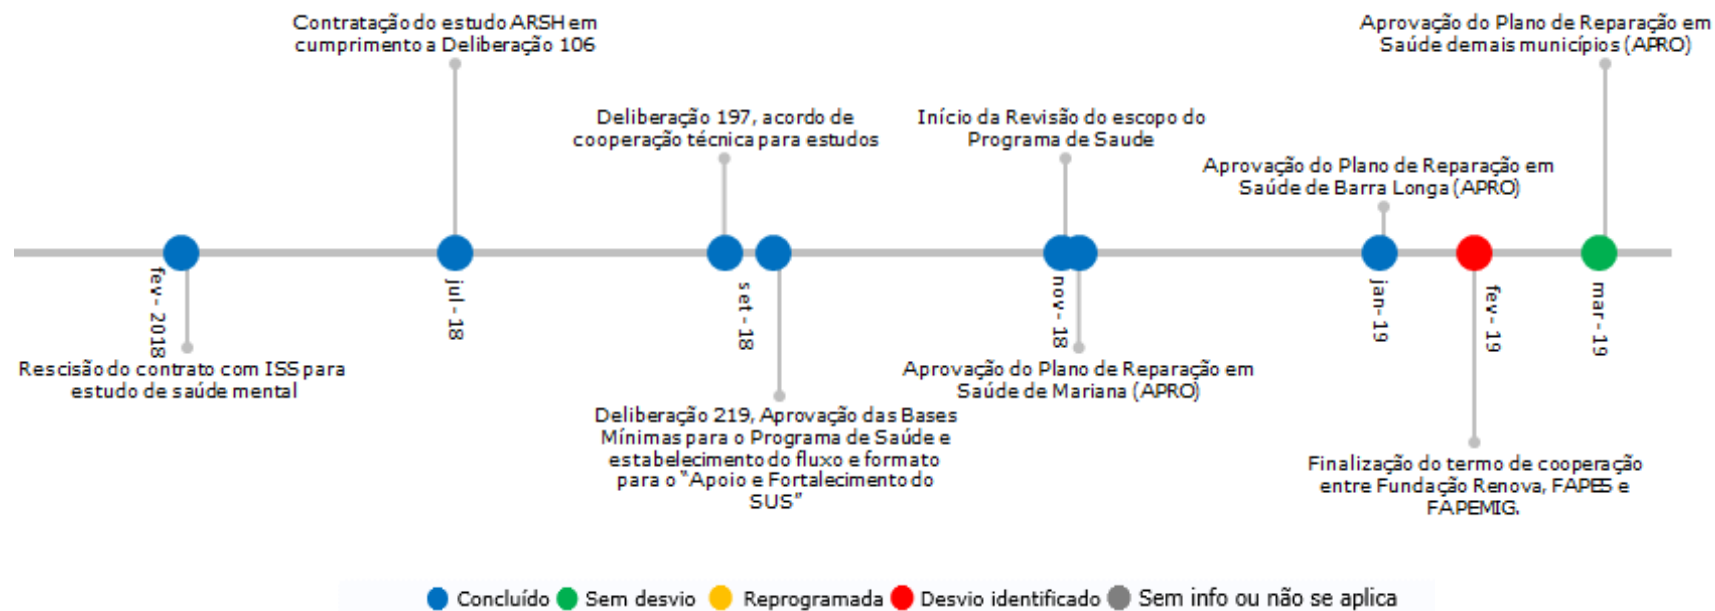 Contratação do estudo ARSH em
cumprimento a Deliberação 106
Aprovação do Plano de Reparação em
Saúde demais municípios (APRO)
Deliberação 197, acordo de
cooperação técnica para estudos
Início da Revisão do escopo do
Programa de Saude
Aprovação do Plano de Reparação em
Saúde de Barra Longa (APRO)
fev - 2018
jul - 18
set - 18
nov - 18
jan- 19
fev - 19
mar - 19
Rescisão do contrato com ISS para
estudo de saúde mental
Deliberação 219, Aprovação das Bases
Mínimas para o Programa de Saúde e
estabelecimento do fluxo e formato
para o “Apoio e Fortalecimento do
SUS”
Aprovação do Plano de Reparação em
Saúde de Mariana (APRO)
Finalização do termo de cooperação
entre Fundação Renova, FAPES e
FAPEMIG.
Concluído Sem desvio Reprogramada Desvio identificado Sem info ou não se aplica